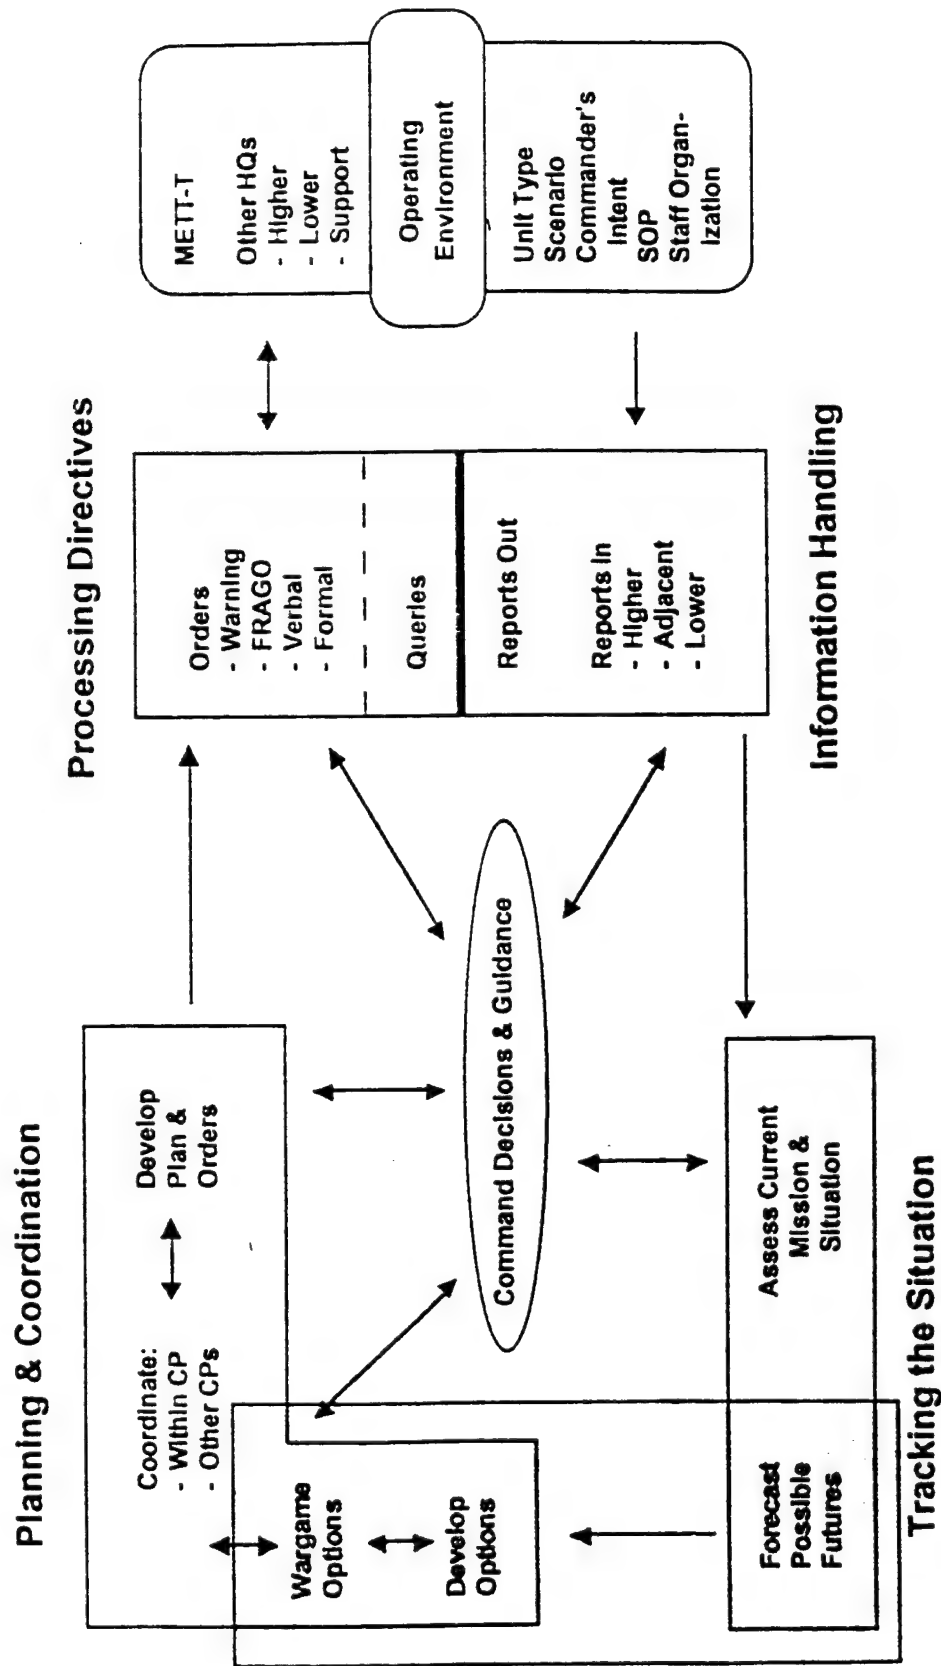 Planning & Coordination
Coordinate:
- Within CP
- Other CPs
Develop
Plan &
Orders
Wargame
Options
Develop
Options
Forecast
Possible
Futures
Assess Current
Mission &
Situation
Tracking the Situation
Command Decisions & Guidance
Processing Directives
Orders
- Warning
- FRAGO
- Verbal
- Formal
Queries
Reports Out
Reports In
- Higher
- Adjacent
- Lower
Information Handling
METT-T
Other HQs
- Higher
- Lower
- Support
Operating
Environment
Unit Type
Scenario
Commander's
Intent
SOP
Staff Organ-
ization